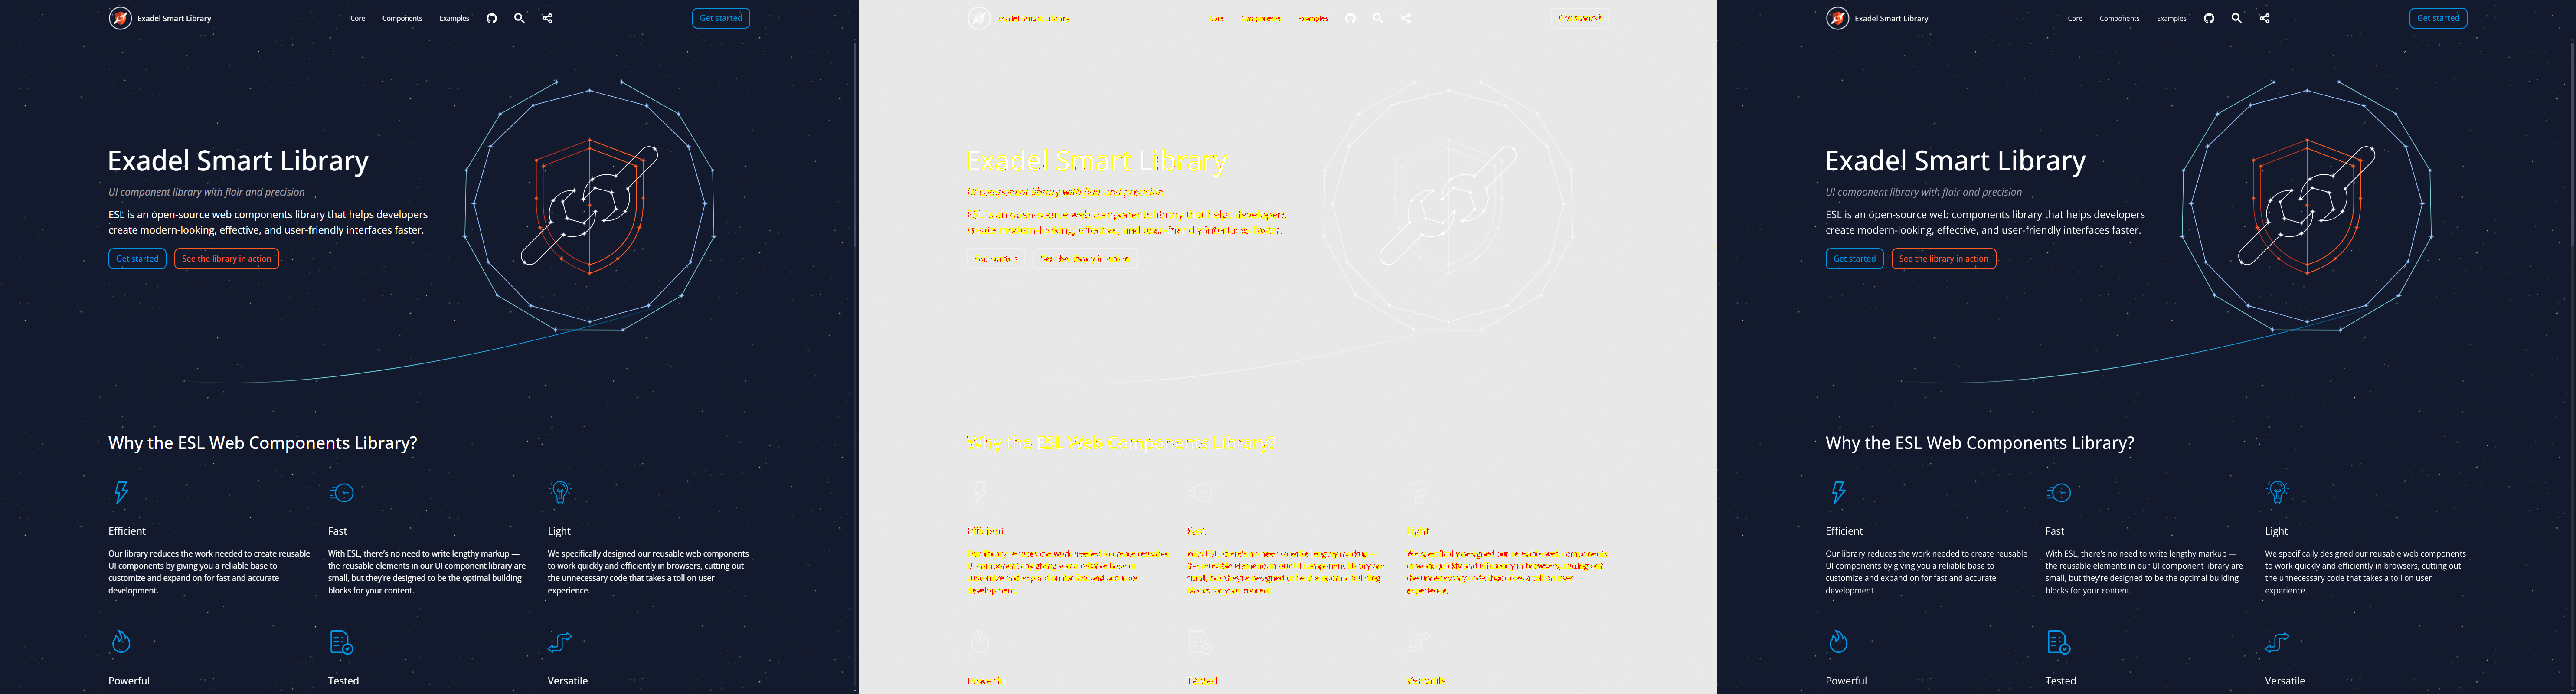 Exadel Smart Library
Core Components Examples
Get started
Exadel Smart Library
UI component library with flair and precision
ESL is an open-source web components library that helps developers
create modern-looking, effective, and user-friendly interfaces faster.
Get started See the library in action
Why the ESL Web Components Library?
Efficient
Our library reduces the work needed to create reusable
UI components by giving you a reliable base to
customize and expand on for fast and accurate
development.
Fast
With ESL, there's no need to write lengthy markup —
the reusable elements in our UI component library are
small, but they're designed to be the optimal building
blocks for your content.
Light
We specifically designed our reusable web components
to work quickly and efficiently in browsers, cutting out
the unnecessary code that takes a toll on user
experience.
Powerful
Tested
Versatile
Exadel Smart Library
Core Components Examples
Get started
Exadel Smart Library
UI component library with flair and precision
ESL is an open-source web components library that helps developers
create modern-looking, effective, and user-friendly interfaces faster.
Get started See the library in action
Why the ESL Web Components Library?
Efficient
Our library reduces the work needed to create reusable
UI components by giving you a reliable base to
customize and expand on for fast and accurate
development.
Fast
With ESL, there's no need to write lengthy markup —
the reusable elements in our UI component library are
small, but they're designed to be the optimal building
blocks for your content.
Light
We specifically designed our reusable web components
to work quickly and efficiently in browsers, cutting out
the unnecessary code that takes a toll on user
experience.
Powerful
Tested
Versatile
Exadel Smart Library
Core Components Examples
Get started
Exadel Smart Library
UI component library with flair and precision
ESL is an open-source web components library that helps developers
create modern-looking, effective, and user-friendly interfaces faster.
Get started See the library in action
Why the ESL Web Components Library?
Efficient
Our library reduces the work needed to create reusable
UI components by giving you a reliable base to
customize and expand on for fast and accurate
development.
Fast
With ESL, there's no need to write lengthy markup —
the reusable elements in our UI component library are
small, but they're designed to be the optimal building
blocks for your content.
Light
We specifically designed our reusable web components
to work quickly and efficiently in browsers, cutting out
the unnecessary code that takes a toll on user
experience.
Powerful
Tested
Versatile